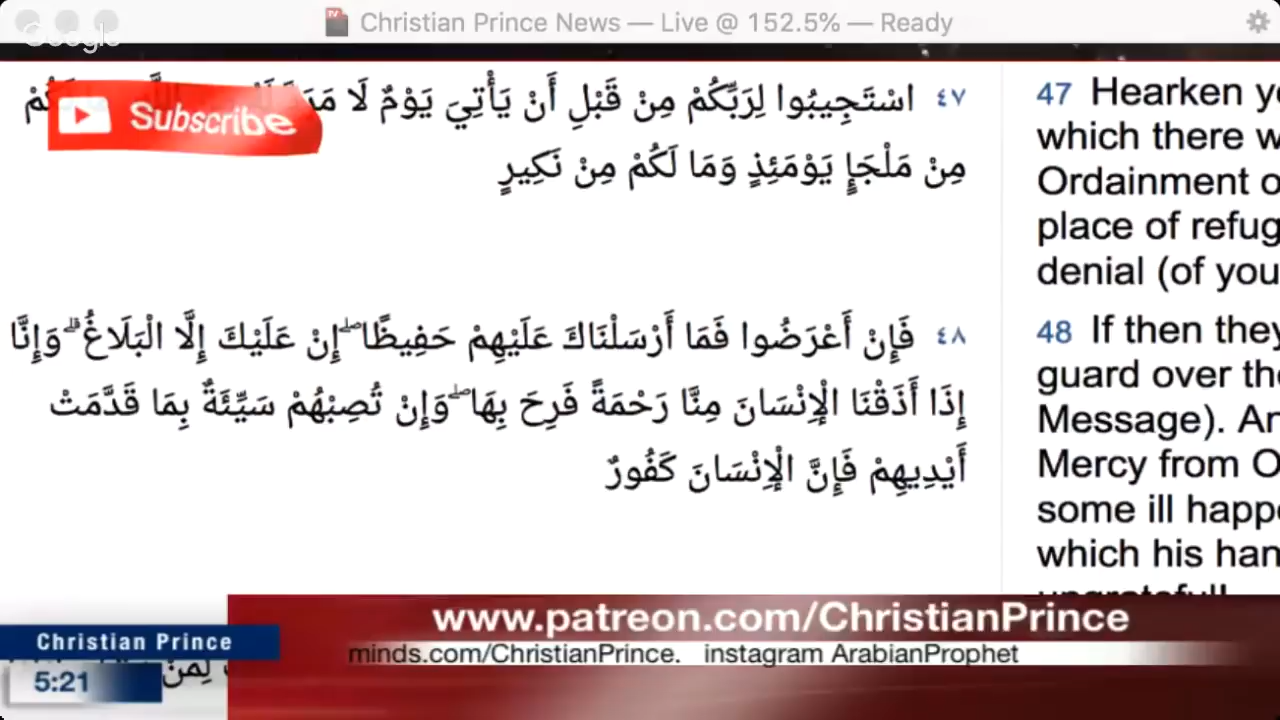 Christian Prince News — Live @ 152.5% — Ready
Google
Subscribe
٤٧ اسْتَجِيبُوا لِرَبِّكُمْ مِنْ قَبْلِ أَنْ يَأْتِيَ يَوْمٌ لَا
مِنْ مَلْجَإٍ يَوْمَئِذٍ وَمَا لَكُمْ مِنْ نَكِيرٍ
٤٨ فَإِنْ أَعْرَضُوا فَمَا أَرْسَلْنَاكَ عَلَيْهِمْ حَفِيظًا ۖ إِنْ عَلَيْكَ إِلَّا الْبَلَاغُ ۗ وَإِنَّا
إِذَا أَذَقْنَا الْإِنْسَانَ مِنَّا رَحْمَةً فَرِحَ بِهَا ۖ وَإِنْ تُصِبْهُمْ سَيِّئَةٌ بِمَا قَدَّمَتْ
أَيْدِيهِمْ فَإِنَّ الْإِنْسَانَ كَفُورٌ
47 Hearken y
which there w
Ordainment o
place of refug
denial (of you
48 If then they
guard over the
Message). An
Mercy from O
some ill happe
which his han
ungrateful!
www.patreon.com/ChristianPrince
Christian Prince
minds.com/ChristianPrince. instagram ArabianProphet
5:21
لِمَنْ